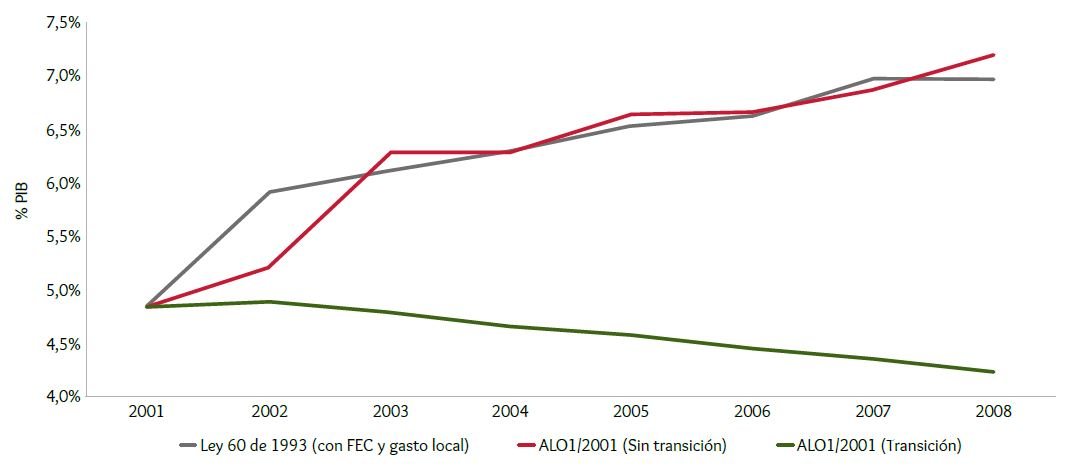 7,5%
7,0%
6,5%
6,0%
5,5%
5,0%
4,5%
4,0%
% PIB
2001 2002 2003 2004 2005 2006 2007 2008
Ley 60 de 1993 (con FEC y gasto local) ALO1/2001 (Sin transición) ALO1/2001 (Transición)